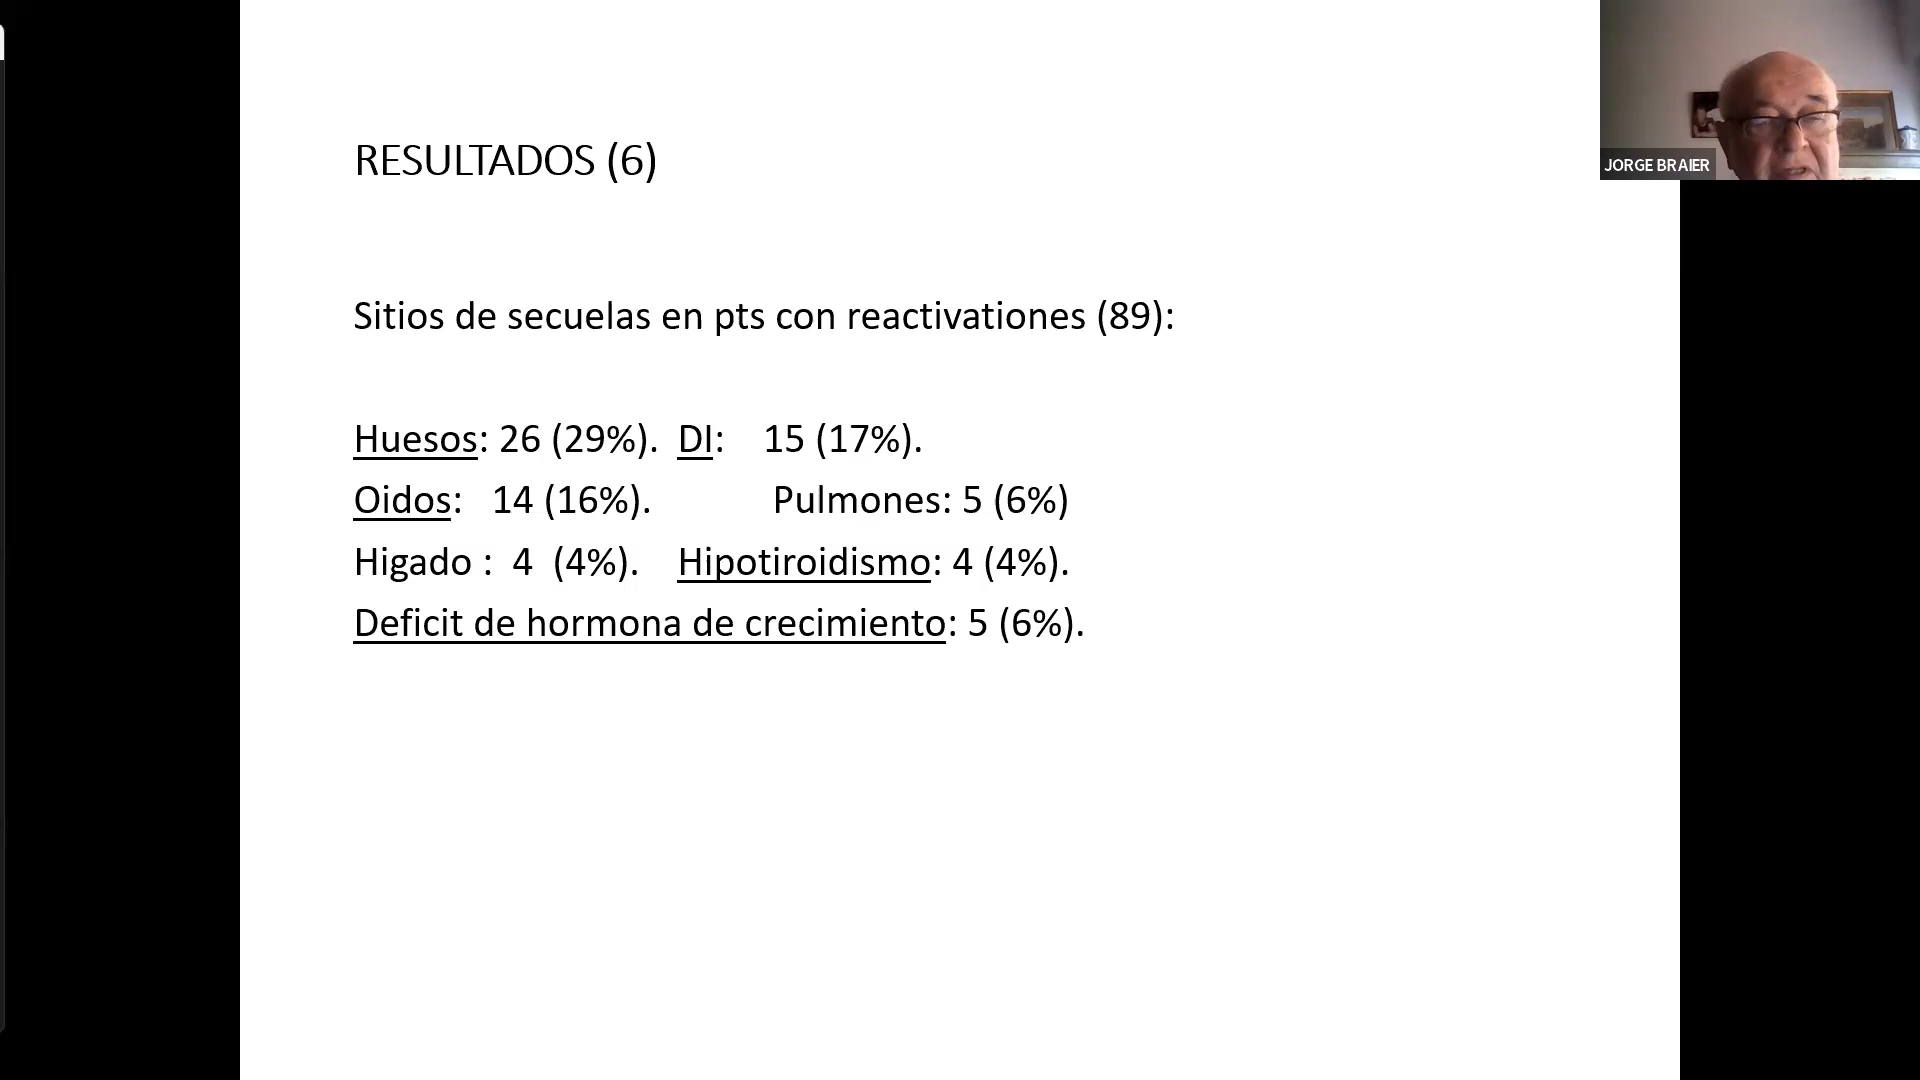 RESULTADOS (6)
JORGE BRAIER
Sitios de secuelas en pts con reactivationes (89):
Huesos: 26 (29%). DI: 15 (17%).
Oidos: 14 (16%). Pulmones: 5 (6%)
Higado : 4 (4%). Hipotiroidismo: 4 (4%).
Deficit de hormona de crecimiento: 5 (6%).